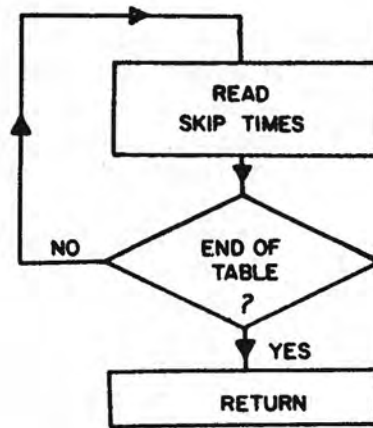 READ
SKIP TIMES
NO
END OF
TABLE
?
YES
RETURN